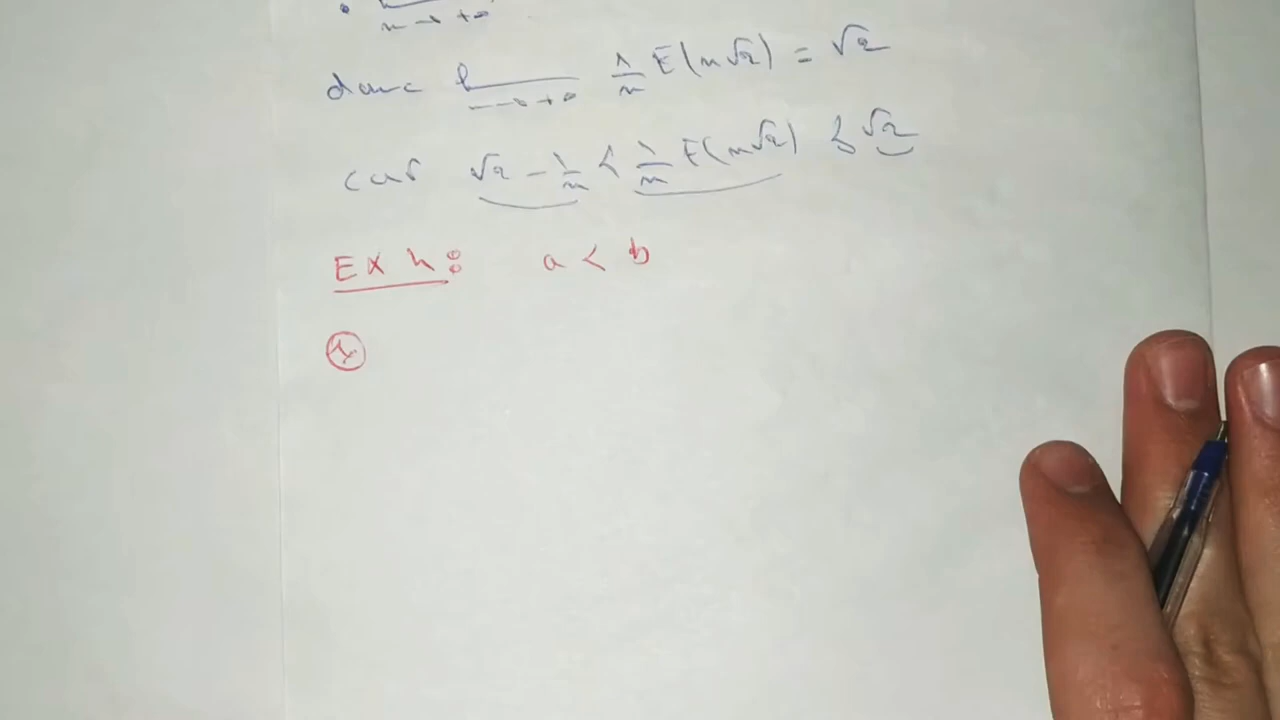 n → +∞
donc lim n→+∞ 1/n E(n√2) = √2
car √2 - 1/n < 1/n E(n√2) ≤ √2
Ex 4: a < b
1